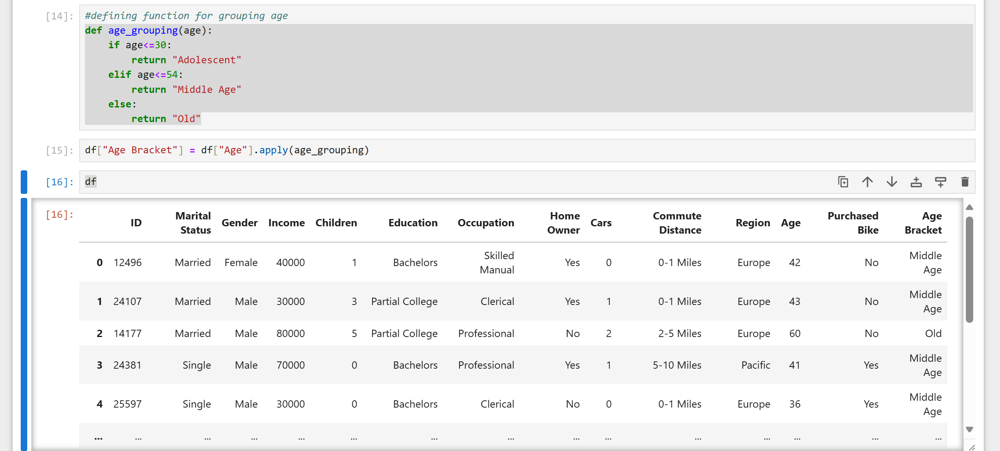 [14]: #defining function for grouping age
def age_grouping(age):
    if age<=30:
        return "Adolescent"
    elif age<=54:
        return "Middle Age"
    else:
        return "Old"
[15]: df["Age Bracket"] = df["Age"].apply(age_grouping)
[16]: df
[16]:
ID Marital Status Gender Income Children Education Occupation Home Owner Cars Commute Distance Region Age Purchased Bike Age Bracket
0 12496 Married Female 40000 1 Bachelors Skilled Manual Yes 0 0-1 Miles Europe 42 No Middle Age
1 24107 Married Male 30000 3 Partial College Clerical Yes 1 0-1 Miles Europe 43 No Middle Age
2 14177 Married Male 80000 5 Partial College Professional No 2 2-5 Miles Europe 60 No Old
3 24381 Single Male 70000 0 Bachelors Professional Yes 1 5-10 Miles Pacific 41 Yes Middle Age
4 25597 Single Male 30000 0 Bachelors Clerical No 0 0-1 Miles Europe 36 Yes Middle Age
... ... ... ... ... ... ... ... ... ... ... ... ... ... ...